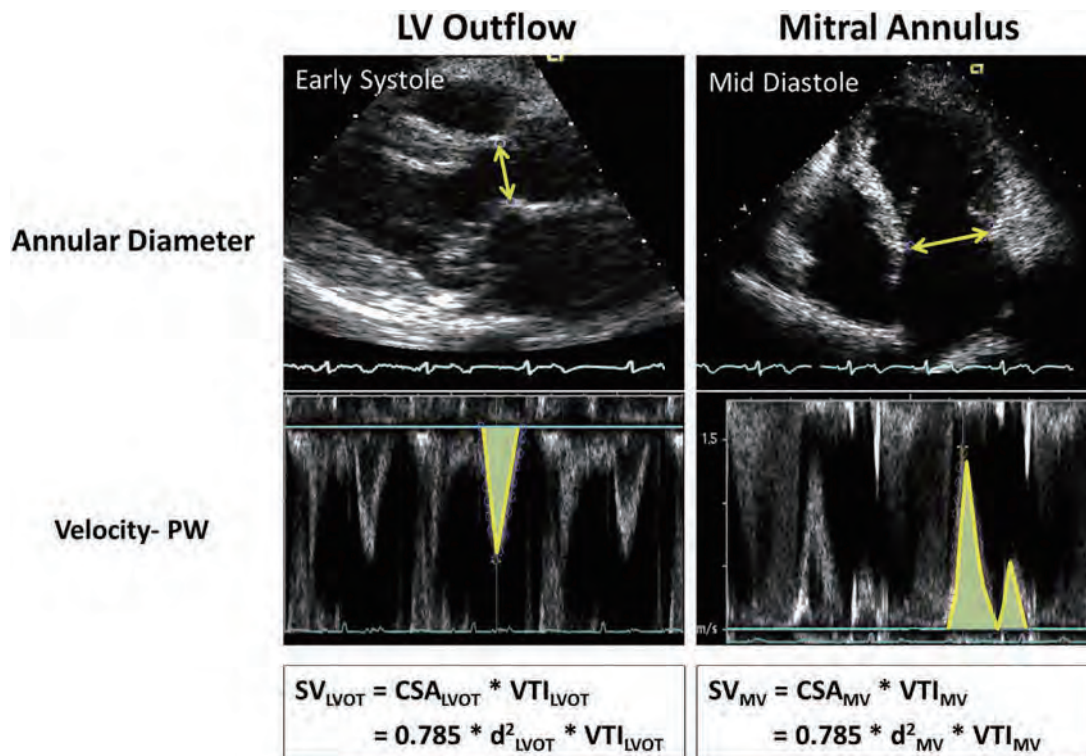 LV Outflow
Mitral Annulus
Early Systole
Mid Diastole
Annular Diameter
Velocity- PW
1.5
m/s
SV_LVOT = CSA_LVOT * VTI_LVOT
= 0.785 * d²_LVOT * VTI_LVOT
SV_MV = CSA_MV * VTI_MV
= 0.785 * d²_MV * VTI_MV